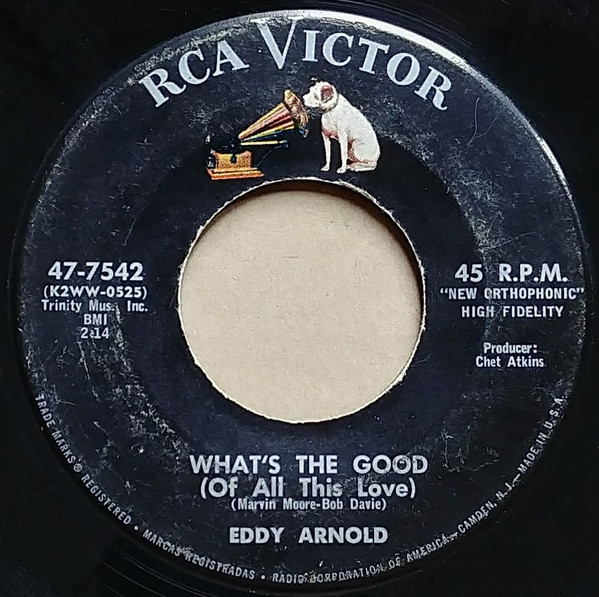 RCA VICTOR
47-7542
(K2WW-0525)
Trinity Mus. Inc.
BMI
2:14
45 R.P.M.
"NEW ORTHOPHONIC"
HIGH FIDELITY
Producer:
Chet Atkins
WHAT'S THE GOOD
(Of All This Love)
(Marvin Moore-Bob Davie)
EDDY ARNOLD
TRADE MARKS ® REGISTERED • MARCAS REGISTRADAS • RADIO CORPORATION OF AMERICA—CAMDEN, N. J.—MADE IN U.S.A.